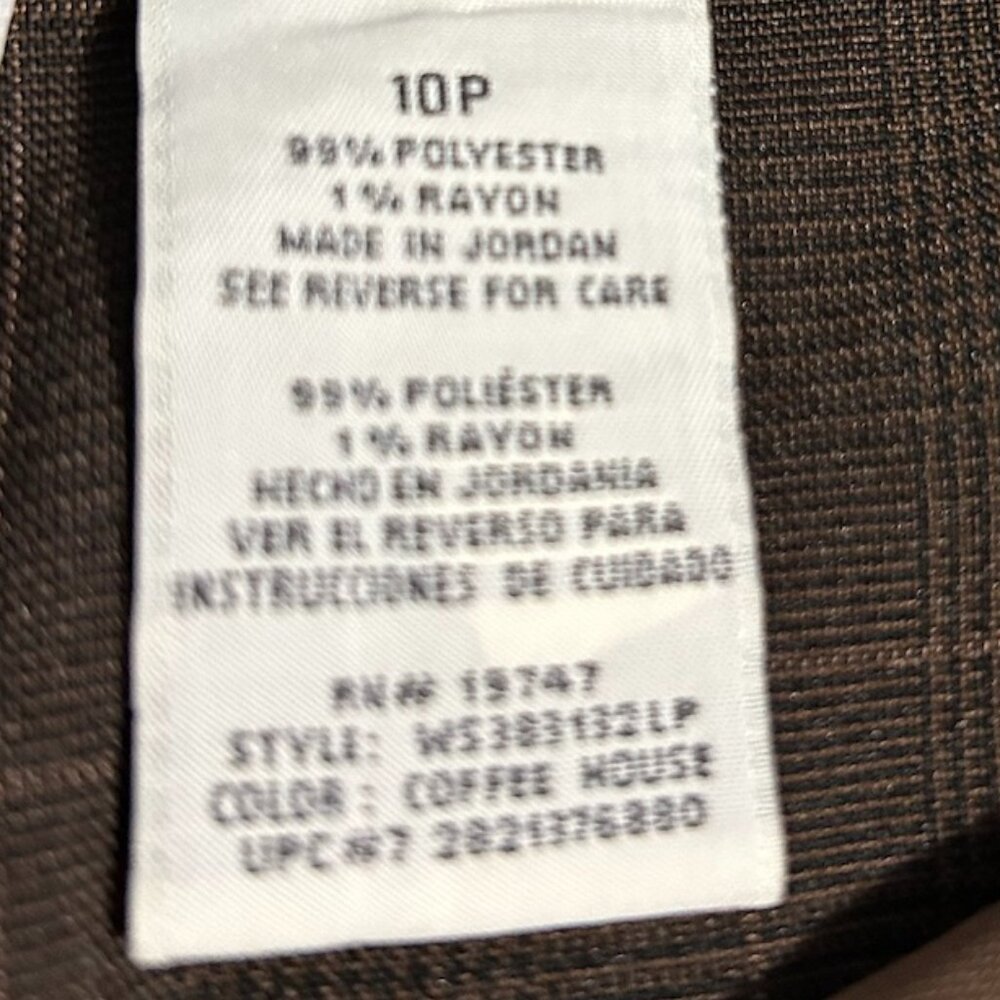 10P
99% POLYESTER
1% RAYON
MADE IN JORDAN
SEE REVERSE FOR CARE
99% POLIÉSTER
1% RAYON
HECHO EN JORDANIA
VER EL REVERSO PARA
INSTRUCCIONES DE CUIDADO
RN# 19747
STYLE: WS383132LP
COLOR: COFFEE HOUSE
UPC#7 2821376880